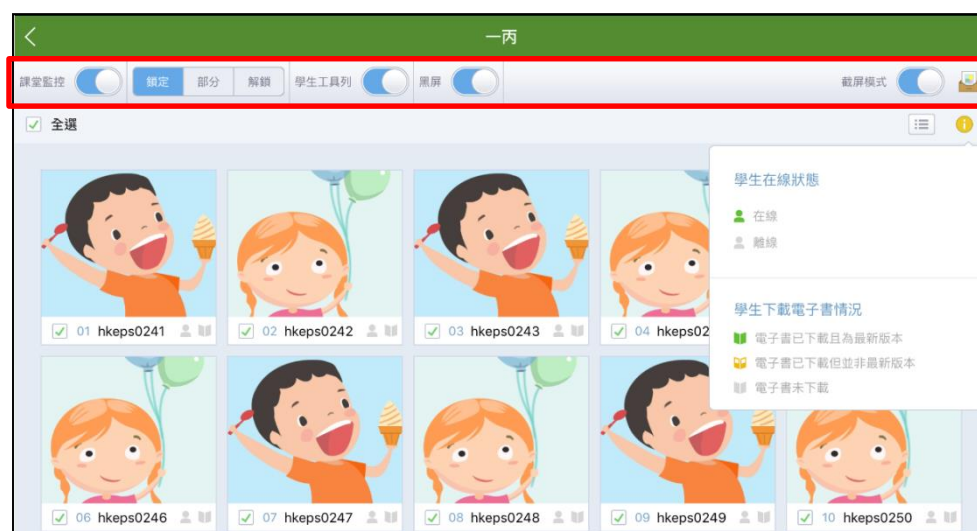 一丙
課堂監控 鎖定 部分 解鎖 學生工具列 黑屏 截屏模式
全選
學生在線狀態
在線
離線
學生下載電子書情況
電子書已下載且為最新版本
電子書已下載但並非最新版本
電子書未下載
01 hkeps0241 02 hkeps0242 03 hkeps0243 04 hkeps02
06 hkeps0246 07 hkeps0247 08 hkeps0248 09 hkeps0249 10 hkeps0250